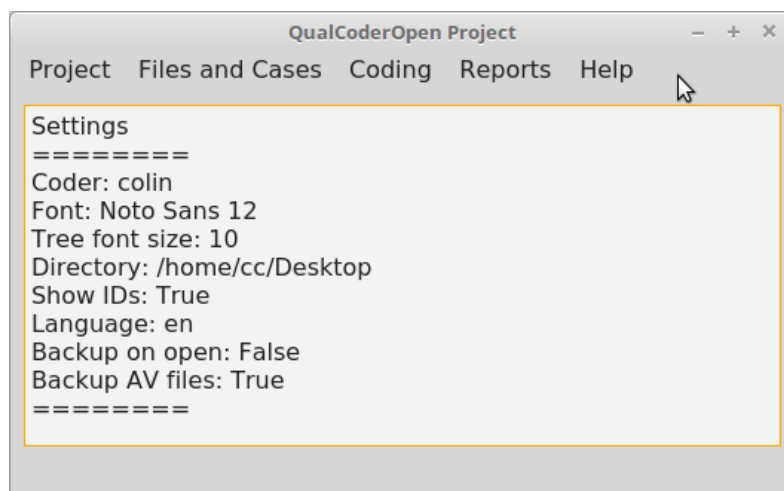 QualCoderOpen Project
Project Files and Cases Coding Reports Help
Settings
========
Coder: colin
Font: Noto Sans 12
Tree font size: 10
Directory: /home/cc/Desktop
Show IDs: True
Language: en
Backup on open: False
Backup AV files: True
========